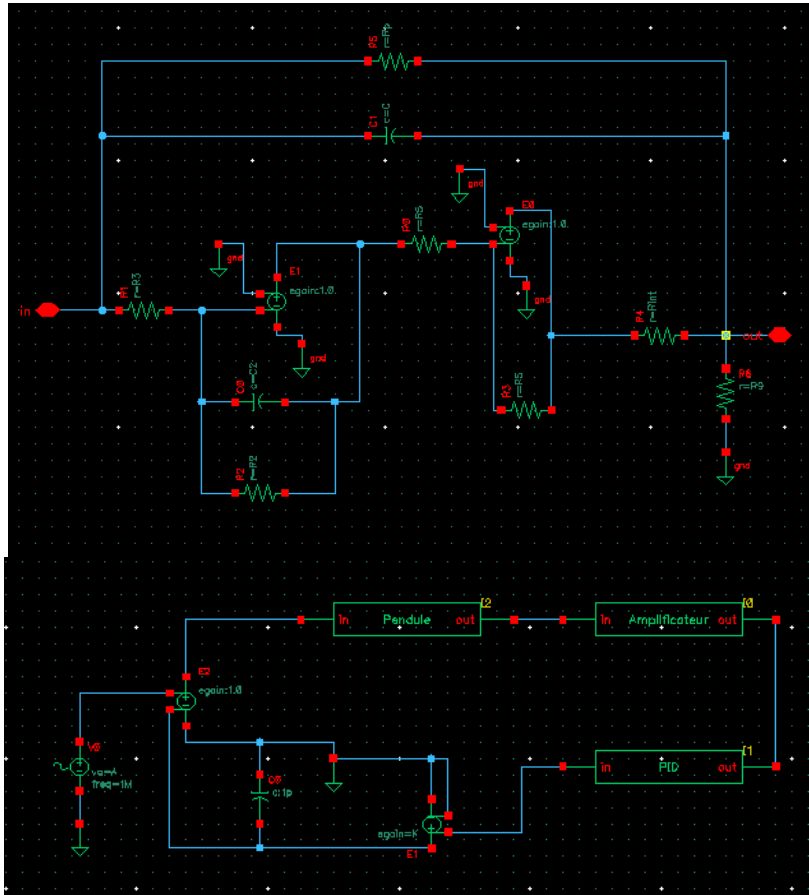 R5
C1
c=C
gnd
E0
egain:1.0.
R0
r=R5
gnd
E1
egain:1.0.
gnd
in
R1
r=R3
gnd
R4
r=Rint
out
C0
c=C2
R3
r=R5
R6
r=R9
R2
r=R2
gnd
I2
in Pendule out
I0
in Amplificateur out
egain:1.0
V0
va=A
freq=1M
C0
c:1p
I1
in PID out
egain=K
E1